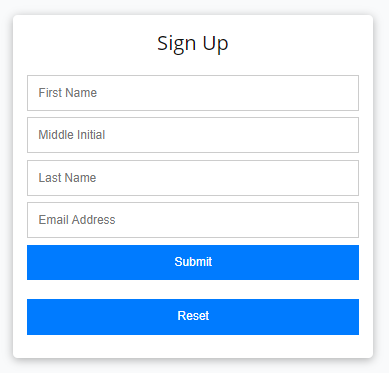 Sign Up
First Name
Middle Initial
Last Name
Email Address
Submit
Reset